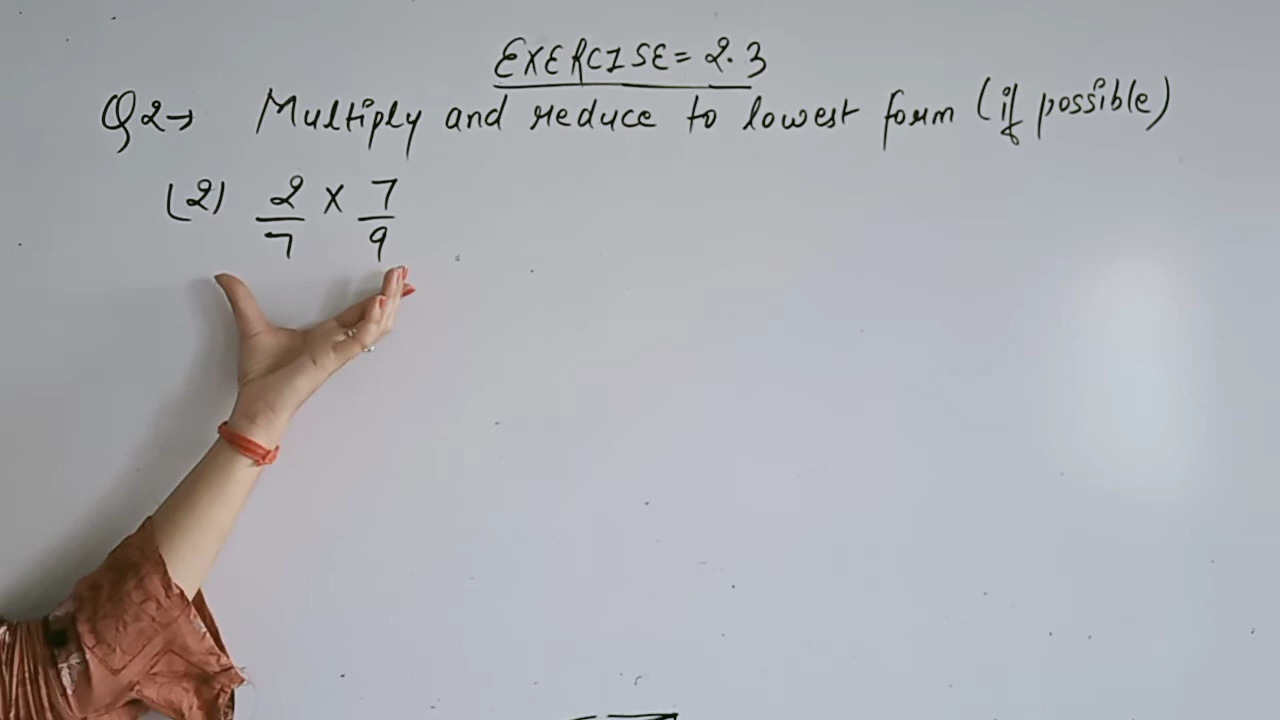 EXERCISE = 2.3
Q2→ Multiply and reduce to lowest form (if possible)
(2) 2/7 × 7/9